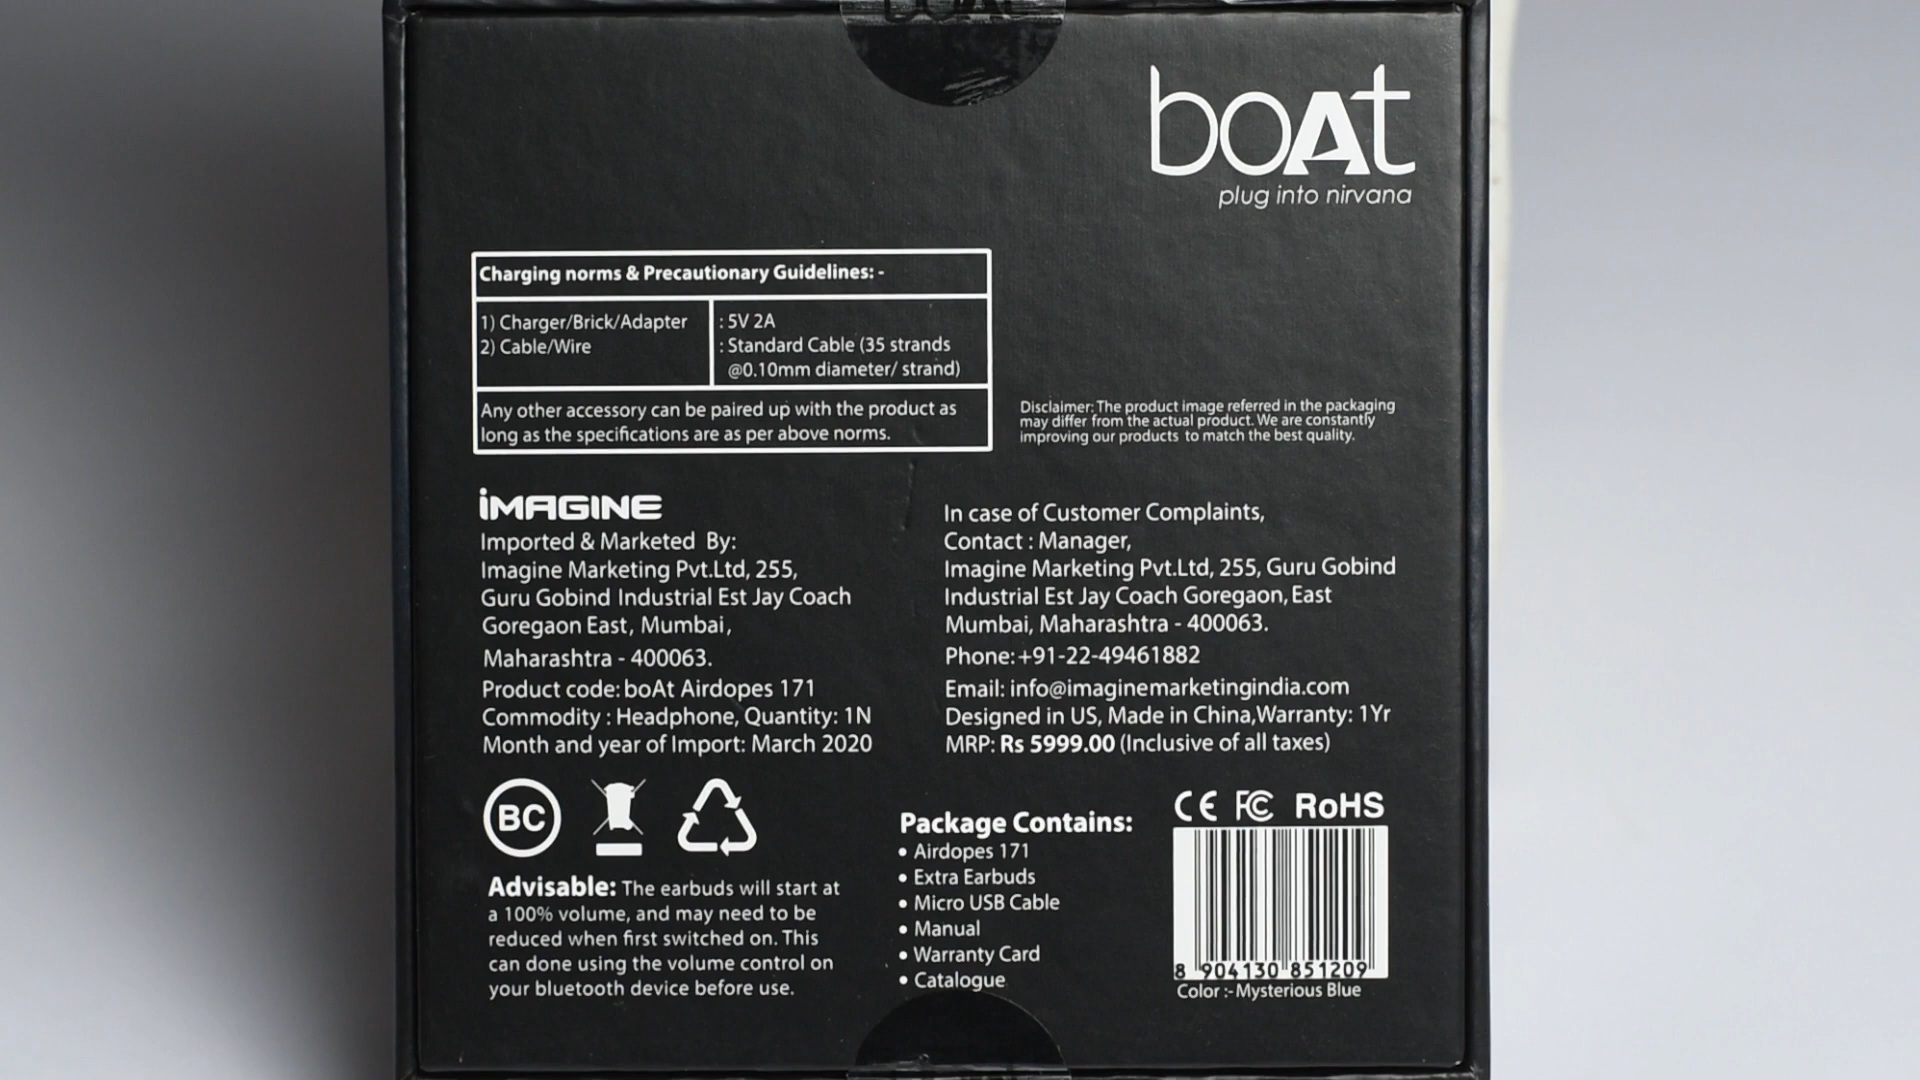 boAt
plug into nirvana
Charging norms & Precautionary Guidelines: -
1) Charger/Brick/Adapter : 5V 2A
2) Cable/Wire : Standard Cable (35 strands
@0.10mm diameter/ strand)
Any other accessory can be paired up with the product as
long as the specifications are as per above norms.
Disclaimer: The product image referred in the packaging
may differ from the actual product. We are constantly
improving our products to match the best quality.
iMAGINE
Imported & Marketed By:
Imagine Marketing Pvt.Ltd, 255,
Guru Gobind Industrial Est Jay Coach
Goregaon East, Mumbai,
Maharashtra - 400063.
Product code: boAt Airdopes 171
Commodity : Headphone, Quantity: 1N
Month and year of Import: March 2020
In case of Customer Complaints,
Contact : Manager,
Imagine Marketing Pvt.Ltd, 255, Guru Gobind
Industrial Est Jay Coach Goregaon, East
Mumbai, Maharashtra - 400063.
Phone: +91-22-49461882
Email: info@imaginemarketingindia.com
Designed in US, Made in China,Warranty: 1Yr
MRP: Rs 5999.00 (Inclusive of all taxes)
BC
Advisable: The earbuds will start at
a 100% volume, and may need to be
reduced when first switched on. This
can done using the volume control on
your bluetooth device before use.
Package Contains:
• Airdopes 171
• Extra Earbuds
• Micro USB Cable
• Manual
• Warranty Card
• Catalogue
CE FC RoHS
8 904130 851209
Color :- Mysterious Blue